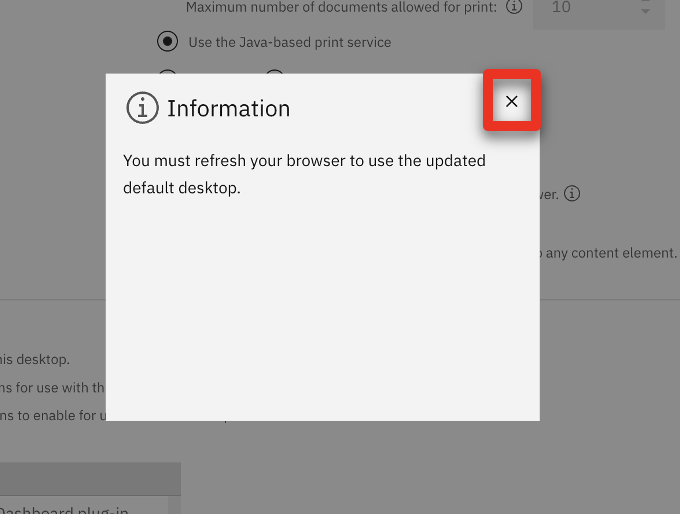 Maximum number of documents allowed for print:
10
Use the Java-based print service
Information
You must refresh your browser to use the updated
default desktop.
any content element.
his desktop.
ns for use with th
ns to enable for u
Dashboard plug-in